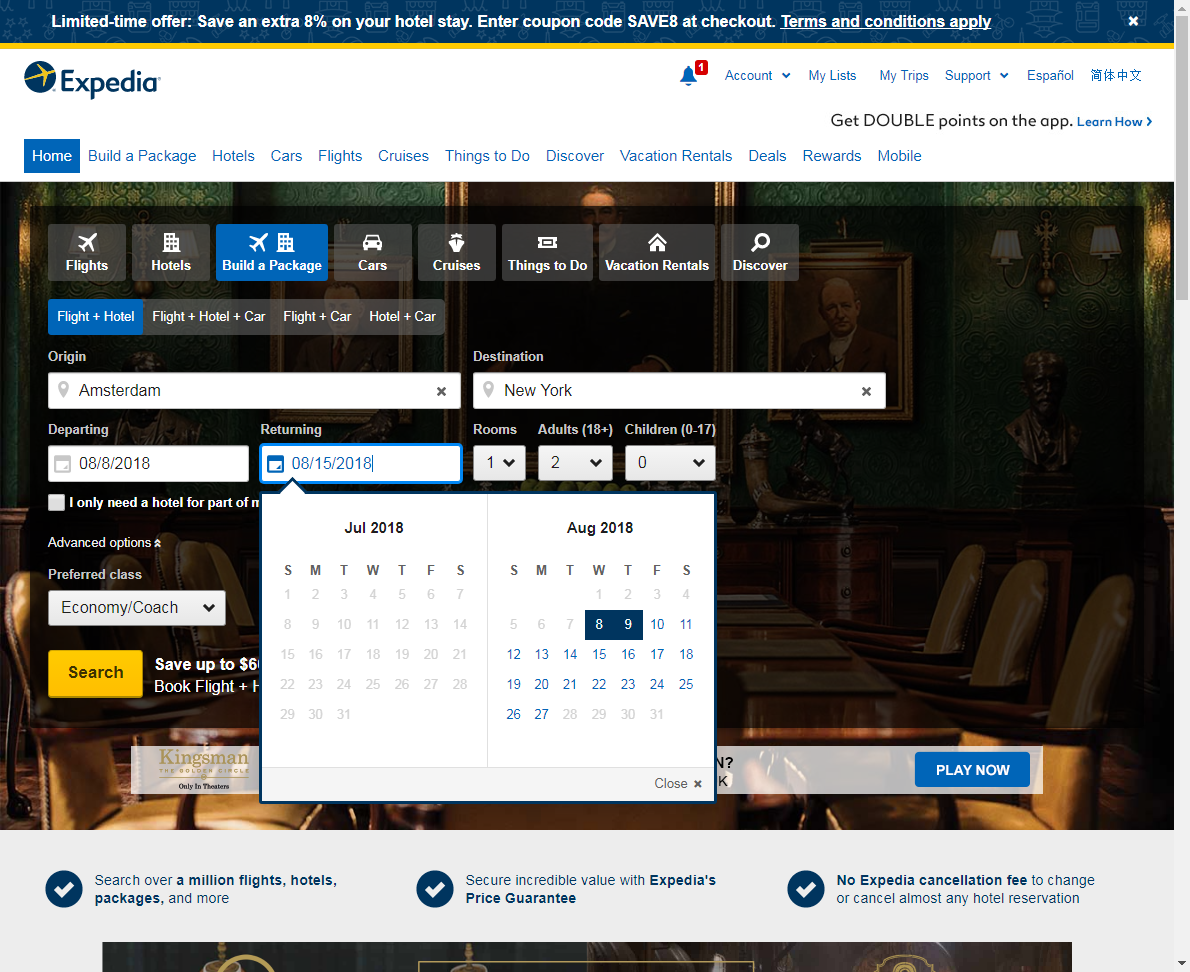 Limited-time offer: Save an extra 8% on your hotel stay. Enter coupon code SAVE8 at checkout. Terms and conditions apply
Expedia
1
Account
My Lists
My Trips
Support
Español
简体中文
Get DOUBLE points on the app. Learn How
Home Build a Package Hotels Cars Flights Cruises Things to Do Discover Vacation Rentals Deals Rewards Mobile
Flights Hotels Build a Package Cars Cruises Things to Do Vacation Rentals Discover
Flight + Hotel Flight + Hotel + Car Flight + Car Hotel + Car
Origin Destination
Amsterdam New York
Departing Returning Rooms Adults (18+) Children (0-17)
08/8/2018 08/15/2018 1 2 0
I only need a hotel for part of m
Advanced options
Preferred class
Economy/Coach
Search
Save up to $6
Book Flight + H
Jul 2018
S M T W T F S
1 2 3 4 5 6 7
8 9 10 11 12 13 14
15 16 17 18 19 20 21
22 23 24 25 26 27 28
29 30 31
Aug 2018
S M T W T F S
1 2 3 4
5 6 7 8 9 10 11
12 13 14 15 16 17 18
19 20 21 22 23 24 25
26 27 28 29 30 31
Close
Kingsman
THE GOLDEN CIRCLE
Only In Theaters
N?
K
PLAY NOW
Search over a million flights, hotels,
packages, and more
Secure incredible value with Expedia's
Price Guarantee
No Expedia cancellation fee to change
or cancel almost any hotel reservation